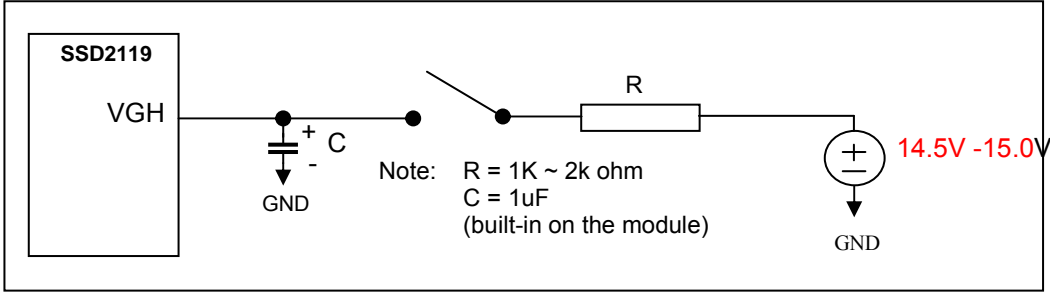 SSD2119
VGH
+
C
-
GND
R
Note: R = 1K ~ 2k ohm
C = 1uF
(built-in on the module)
14.5V -15.0V
GND